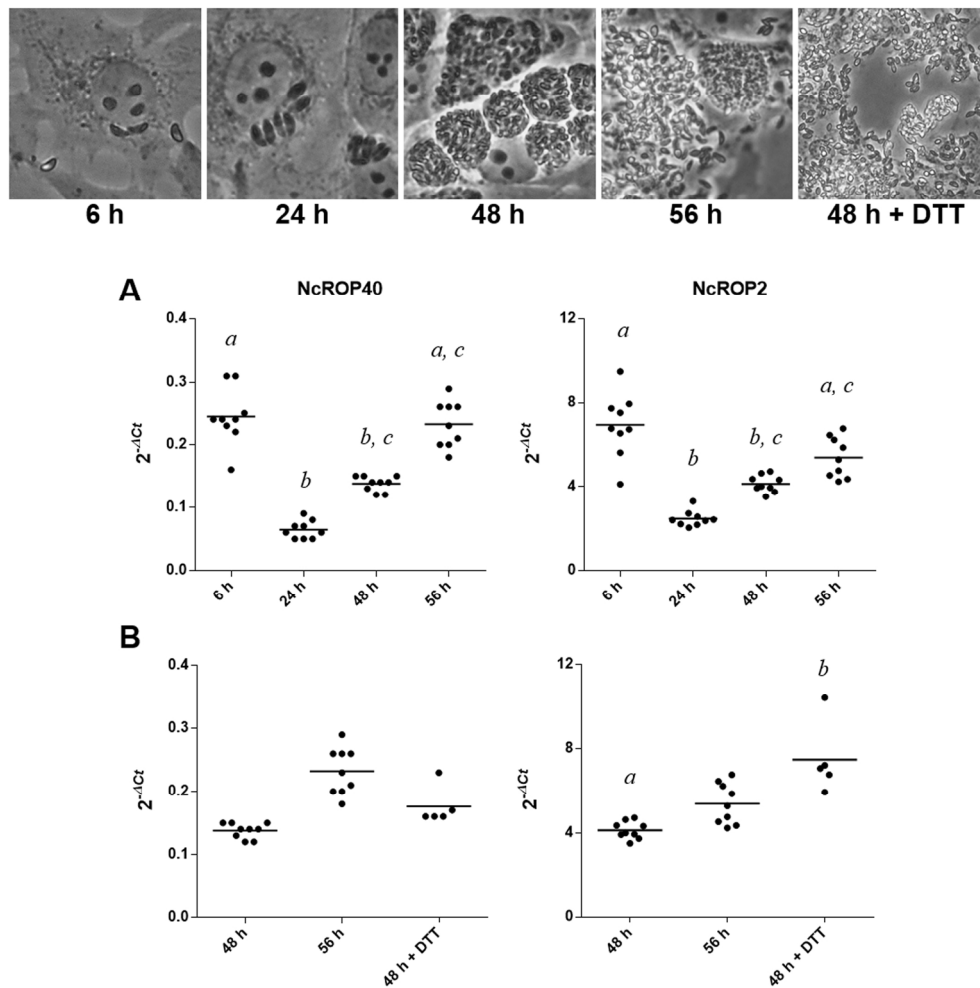 6 h 24 h 48 h 56 h 48 h + DTT
A
NcROP40 NcROP2
0.4
0.3
0.2
0.1
0.0
2^-ΔCt
a
b
b, c
a, c
6 h 24 h 48 h 56 h
12
8
4
0
2^-ΔCt
a
b
b, c
a, c
6 h 24 h 48 h 56 h
B
0.4
0.3
0.2
0.1
0.0
2^-ΔCt
48 h 56 h 48 h + DTT
12
8
4
0
2^-ΔCt
a
b
48 h 56 h 48 h + DTT